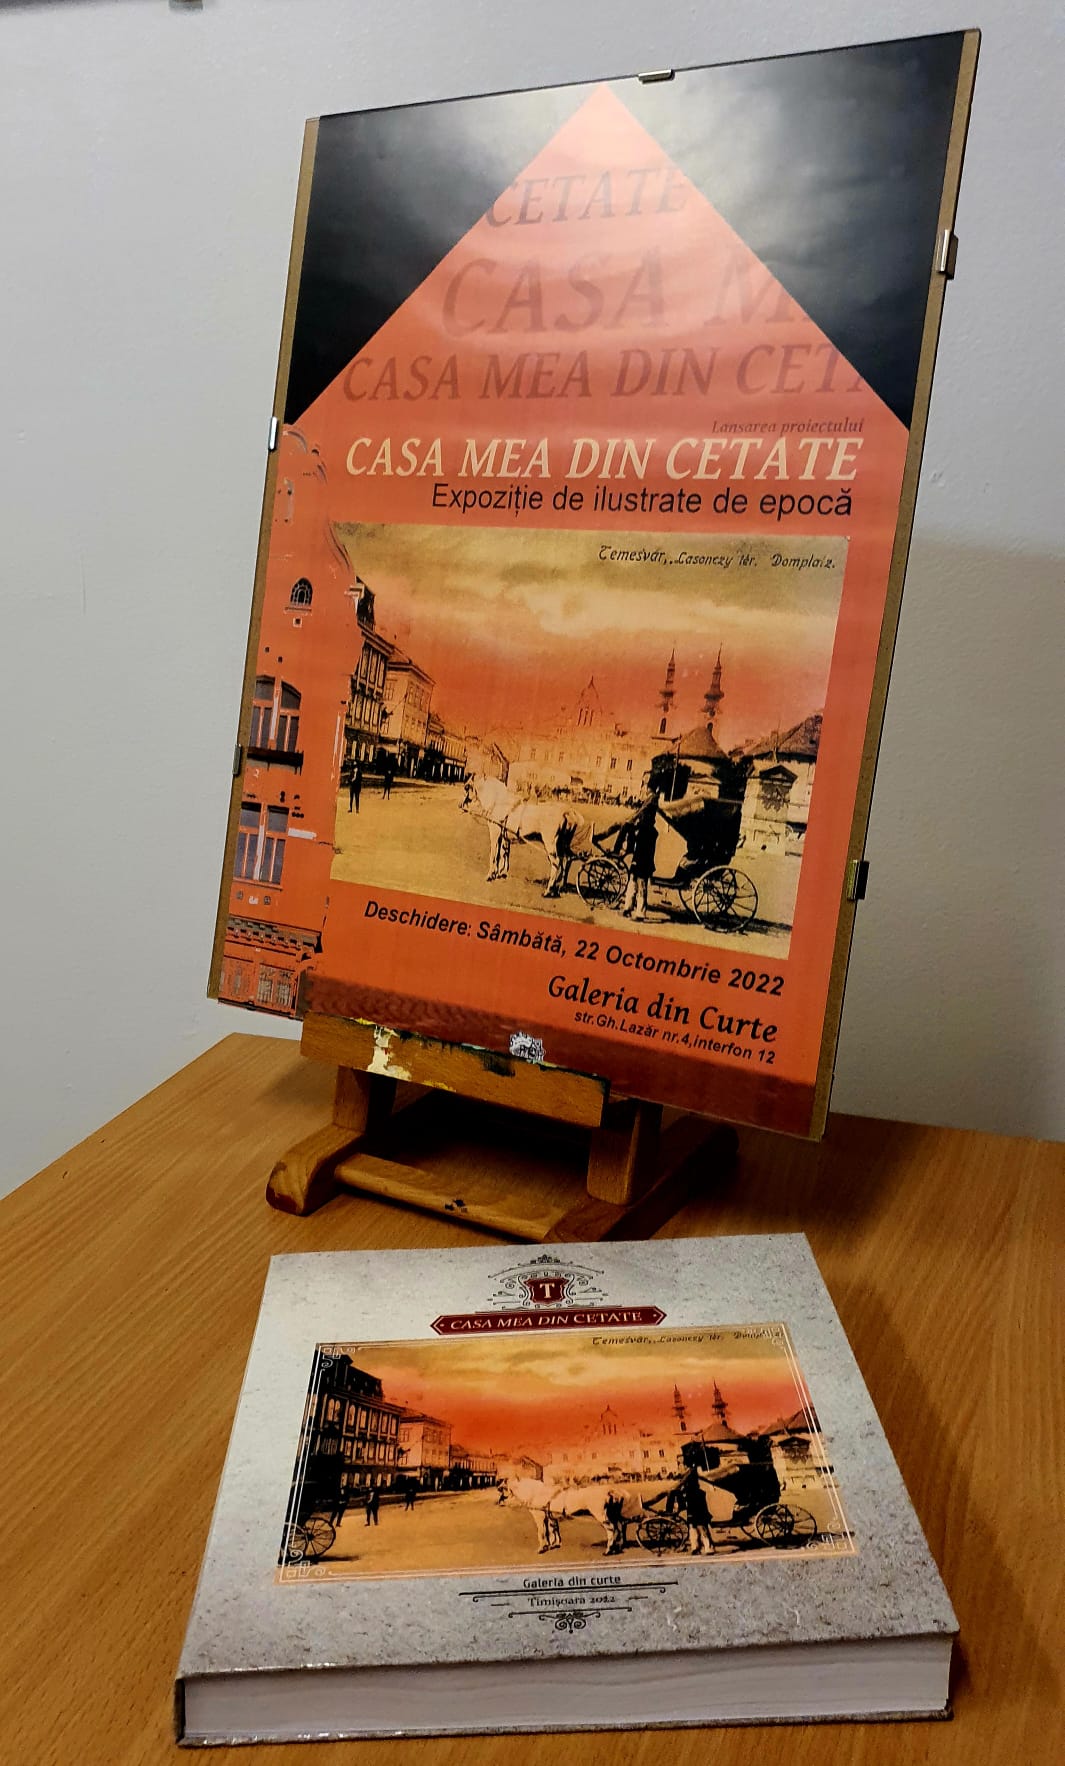 CETATE
CASA M
CASA MEA DIN CETA
Lansarea proiectului
CASA MEA DIN CETATE
Expoziție de ilustrate de epocă
Temesvár, Lasonczy tér. Domplatz.
Deschidere: Sâmbătă, 22 Octombrie 2022
Galeria din Curte
str.Gh.Lazăr nr.4,interfon 12
T
CASA MEA DIN CETATE
Temesvár, Lasonczy tér. Domplatz
Galeria din curte
Timișoara 2022